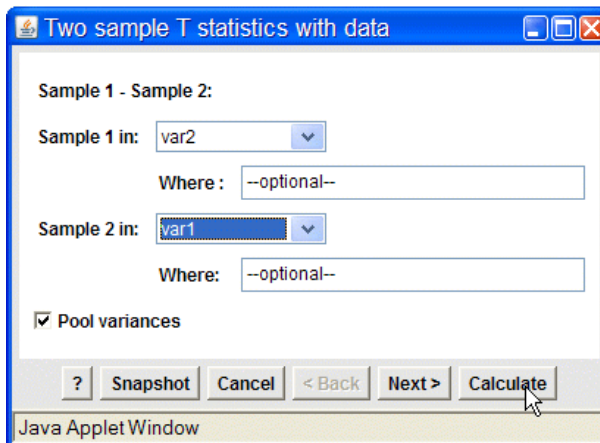 Two sample T statistics with data
Sample 1 - Sample 2:
Sample 1 in: var2
Where : --optional--
Sample 2 in: var1
Where: --optional--
Pool variances
? Snapshot Cancel < Back Next > Calculate
Java Applet Window